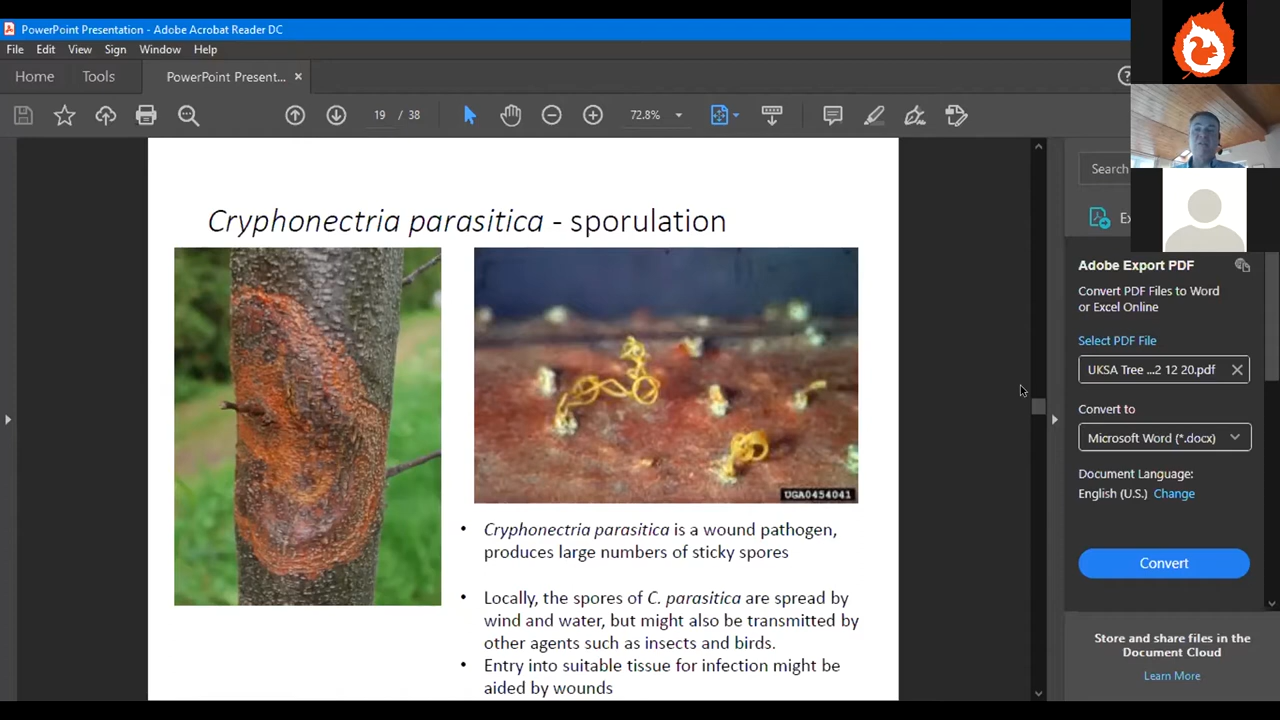 PowerPoint Presentation - Adobe Acrobat Reader DC
File Edit View Sign Window Help
Home Tools PowerPoint Present... ×
19 / 38 72.8%
Search
Ex
Cryphonectria parasitica - sporulation
UGA0454041
• Cryphonectria parasitica is a wound pathogen,
produces large numbers of sticky spores
• Locally, the spores of C. parasitica are spread by
wind and water, but might also be transmitted by
other agents such as insects and birds.
• Entry into suitable tissue for infection might be
aided by wounds
Adobe Export PDF
Convert PDF Files to Word
or Excel Online
Select PDF File
UKSA Tree ...2 12 20.pdf
Convert to
Microsoft Word (*.docx)
Document Language:
English (U.S.) Change
Convert
Store and share files in the
Document Cloud
Learn More